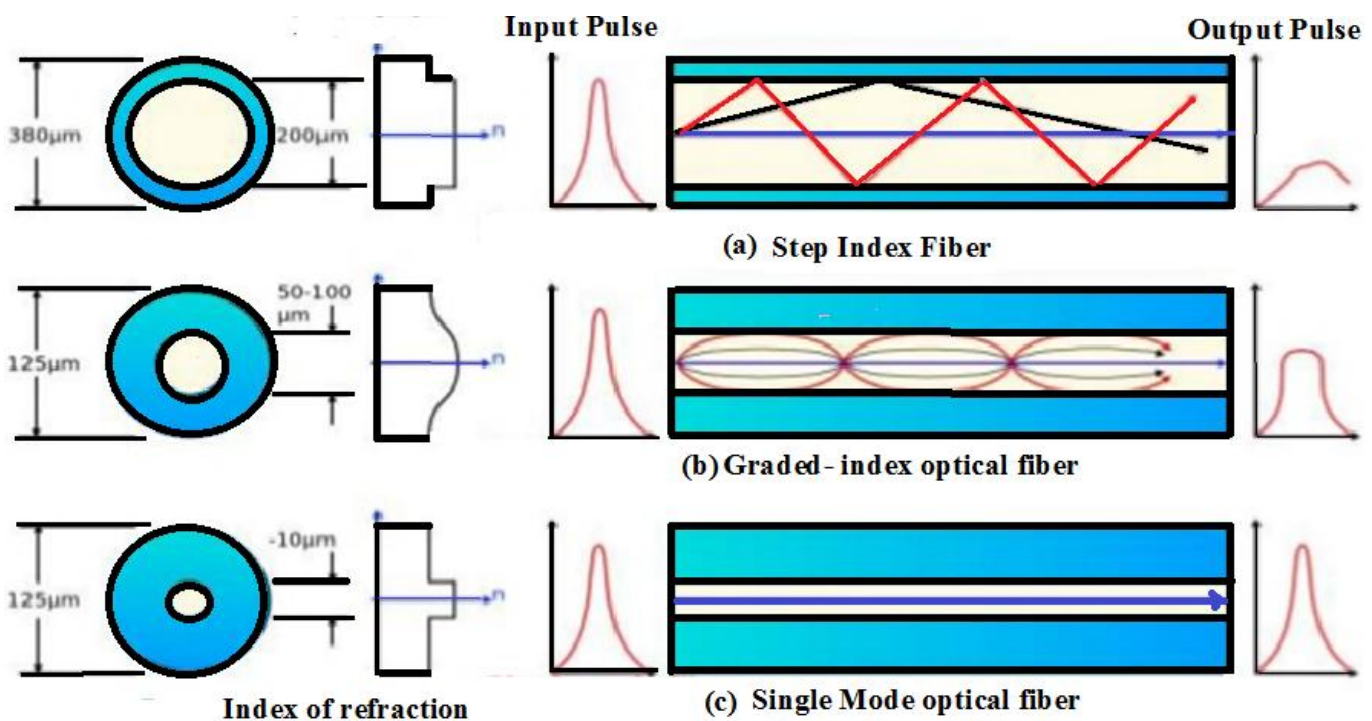 Input Pulse
Output Pulse
380µm
200µm
n
(a) Step Index Fiber
50-100
µm
125µm
n
(b) Graded- index optical fiber
-10µm
125µm
n
Index of refraction
(c) Single Mode optical fiber